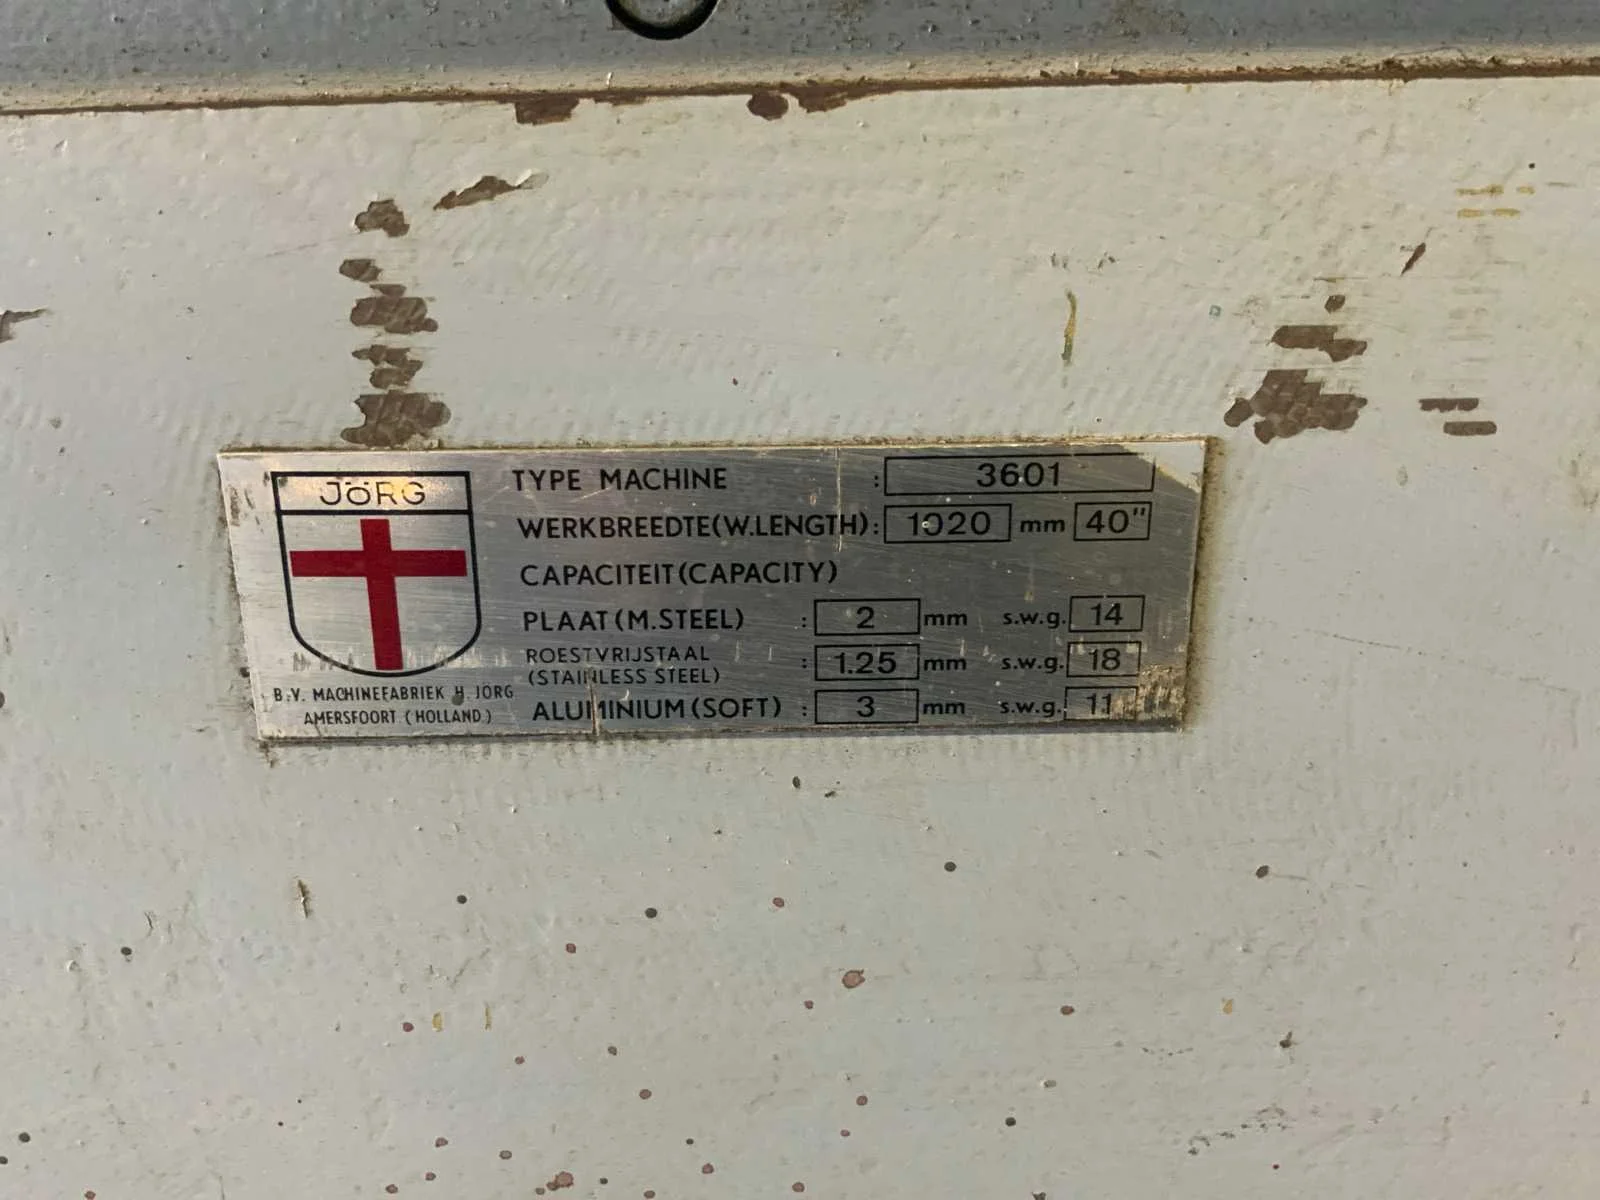 JÖRG
TYPE MACHINE : 3601
WERKBREEDTE(W.LENGTH): 1020 mm 40"
CAPACITEIT(CAPACITY)
PLAAT(M.STEEL) : 2 mm s.w.g. 14
ROESTVRIJSTAAL
(STAINLESS STEEL) : 1.25 mm s.w.g. 18
ALUMINIUM(SOFT) : 3 mm s.w.g. 11
B.V. MACHINEFABRIEK H. JÖRG
AMERSFOORT (HOLLAND)